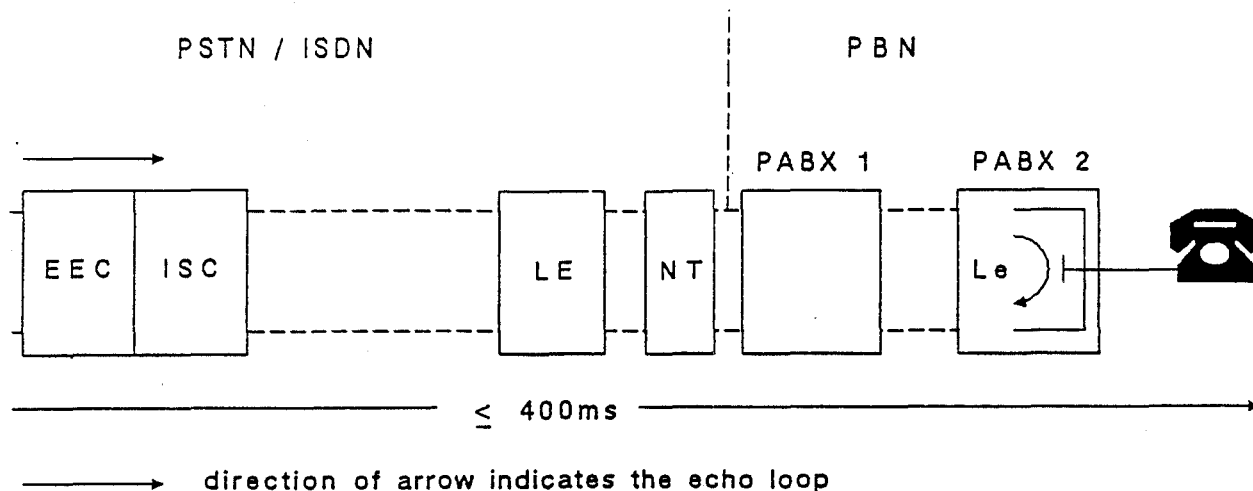 PSTN / ISDN
PBN
PABX 1
PABX 2
EEC
ISC
LE
NT
Le
≤ 400ms
direction of arrow indicates the echo loop